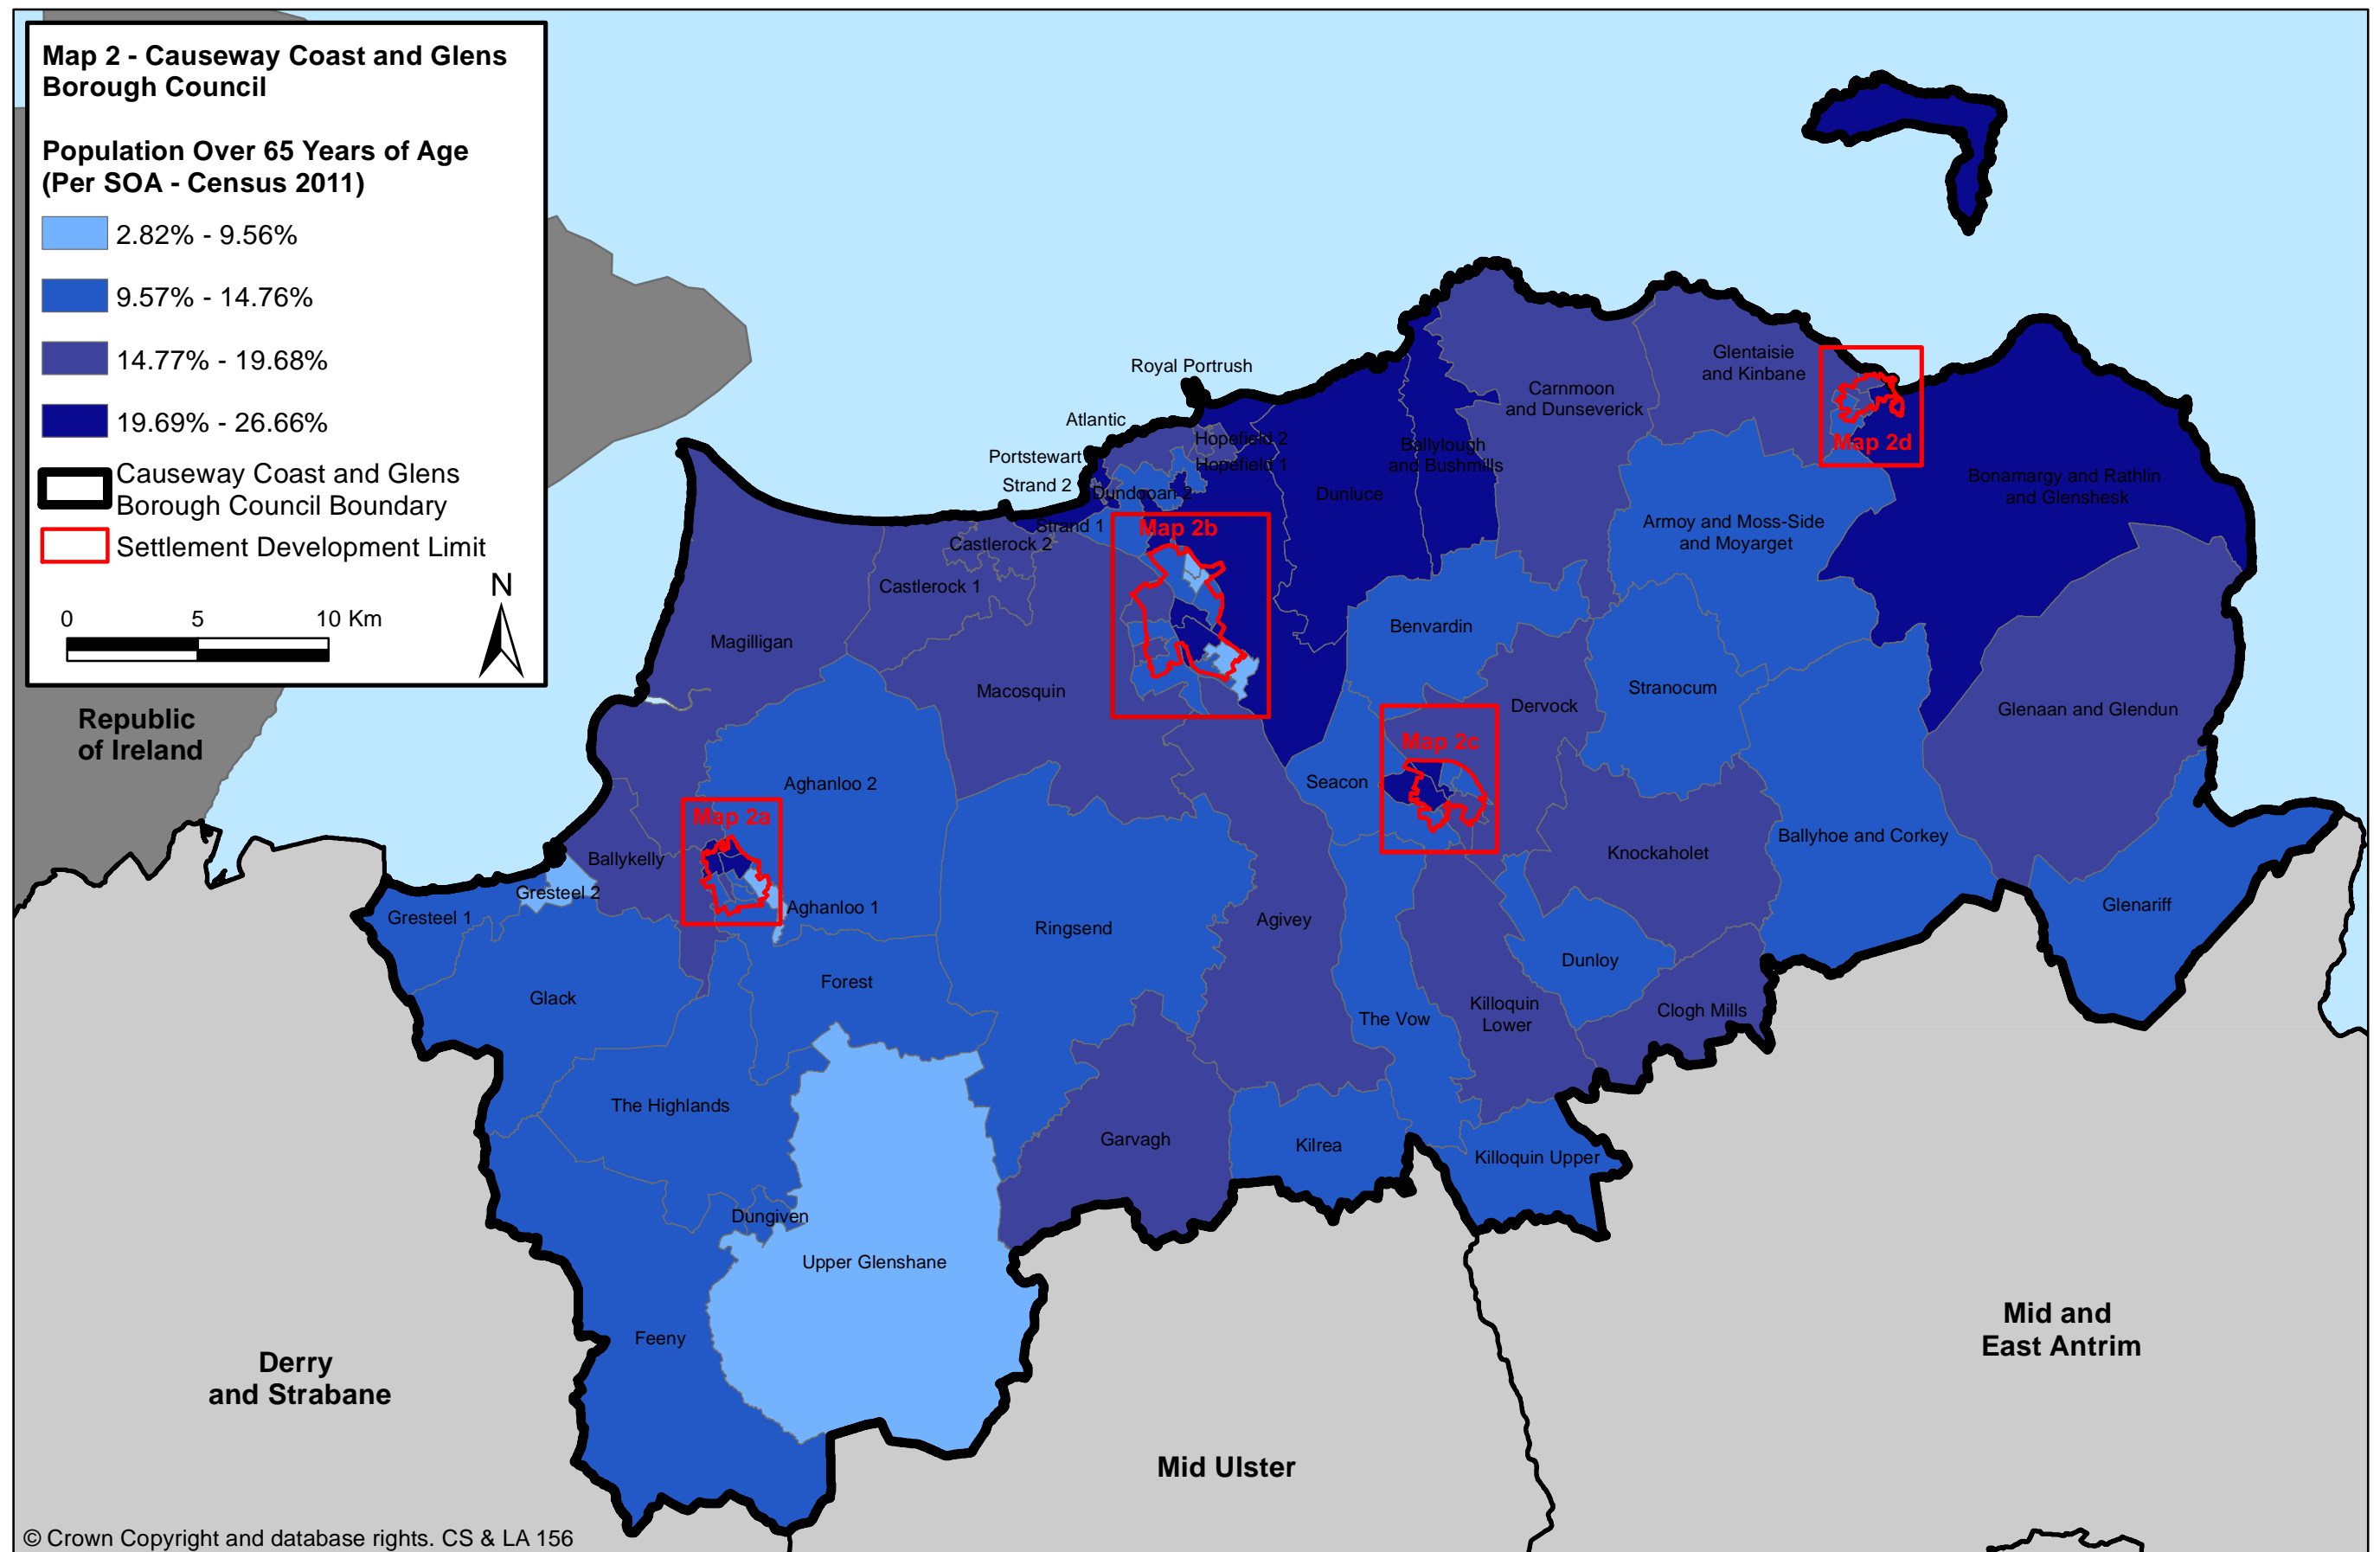 Map 2 - Causeway Coast and Glens
Borough Council
Population Over 65 Years of Age
(Per SOA - Census 2011)
2.82% - 9.56%
9.57% - 14.76%
14.77% - 19.68%
19.69% - 26.66%
Causeway Coast and Glens
Borough Council Boundary
Settlement Development Limit
N
0 5 10 Km
Republic
of Ireland
Royal Portrush
Atlantic
Portstewart
Strand 2
Hopefield 2
Hopefield 1
Dundooan 2
Strand 1
Map 2b
Castlerock 2
Castlerock 1
Magilligan
Macosquin
Dunluce
Ballylough
and Bushmills
Carnmoon
and Dunseverick
Glentaisie
and Kinbane
Map 2d
Bonamargy and Rathlin
and Glenshesk
Armoy and Moss-Side
and Moyarget
Benvardin
Stranocum
Dervock
Glenaan and Glendun
Map 2c
Seacon
Aghanloo 2
Map 2a
Ballykelly
Gresteel 2
Gresteel 1
Aghanloo 1
Knockaholet
Ballyhoe and Corkey
Glenariff
Ringsend
Agivey
Dunloy
Forest
Glack
The Vow
Killoquin
Lower
Clogh Mills
The Highlands
Garvagh
Kilrea
Killoquin Upper
Dungiven
Upper Glenshane
Feeny
Derry
and Strabane
Mid Ulster
Mid and
East Antrim
© Crown Copyright and database rights. CS & LA 156